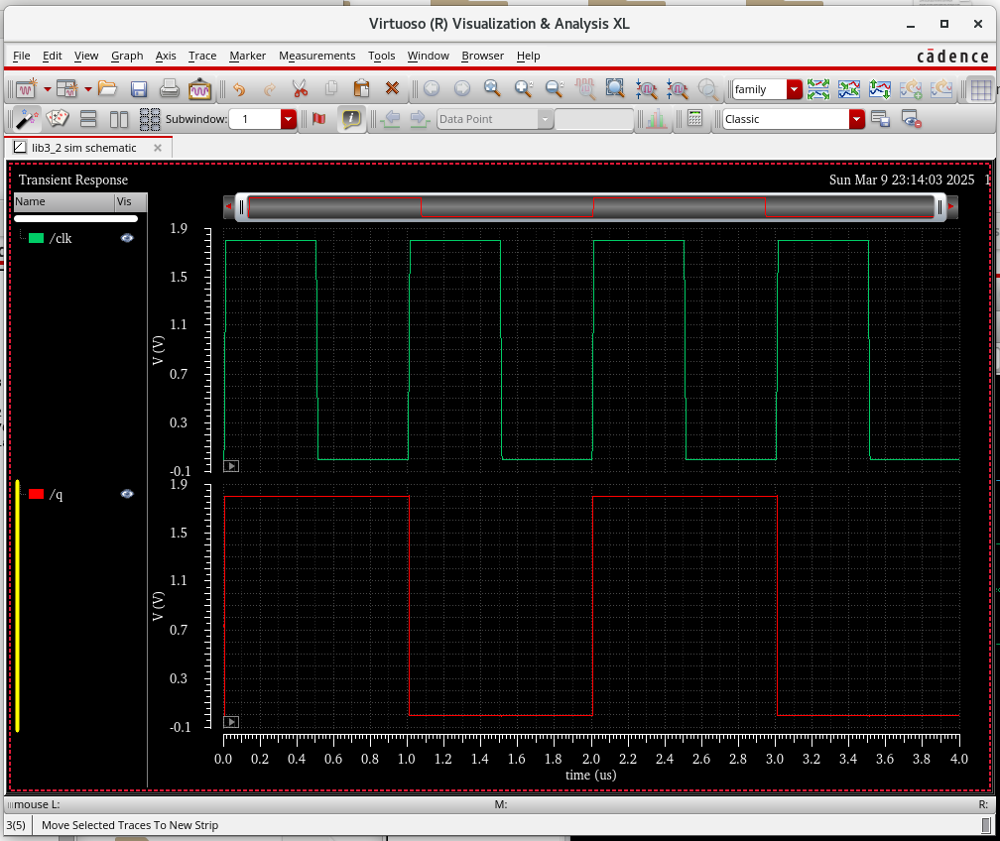 Virtuoso (R) Visualization & Analysis XL
File Edit View Graph Axis Trace Marker Measurements Tools Window Browser Help
cādence
family
Subwindow: 1
Data Point
Classic
lib3_2 sim schematic
Transient Response
Sun Mar 9 23:14:03 2025 1
Name Vis
/clk
1.9
1.5
1.1
0.7
0.3
-0.1
V (V)
/q
1.9
1.5
1.1
0.7
0.3
-0.1
V (V)
0.0 0.2 0.4 0.6 0.8 1.0 1.2 1.4 1.6 1.8 2.0 2.2 2.4 2.6 2.8 3.0 3.2 3.4 3.6 3.8 4.0
time (us)
mouse L: M: R:
3(5) Move Selected Traces To New Strip